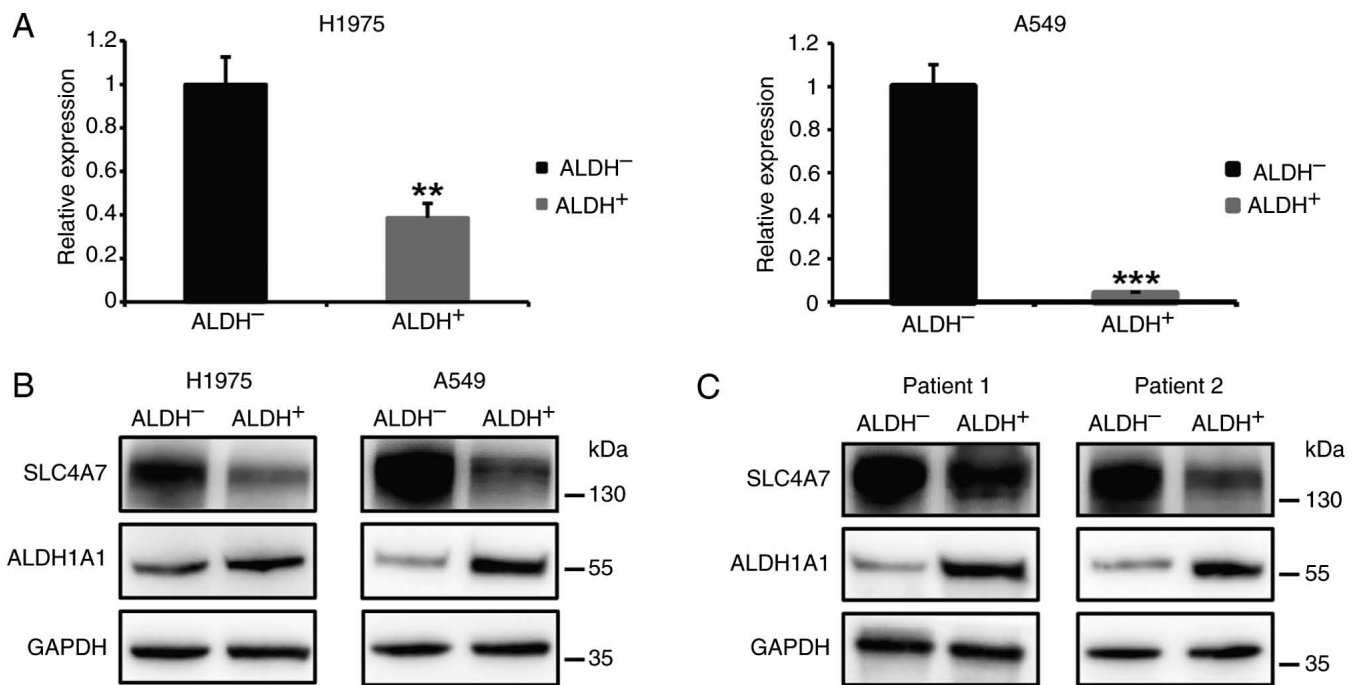 A
H1975
Relative expression
1.2
1
0.8
0.6
0.4
0.2
0
**
ALDH⁻
ALDH⁺
ALDH⁻
ALDH⁺
A549
Relative expression
1.2
1
0.8
0.6
0.4
0.2
0
***
ALDH⁻
ALDH⁺
ALDH⁻
ALDH⁺
B
H1975
A549
ALDH⁻ ALDH⁺ ALDH⁻ ALDH⁺
kDa
SLC4A7
130
ALDH1A1
55
GAPDH
35
C
Patient 1
Patient 2
ALDH⁻ ALDH⁺ ALDH⁻ ALDH⁺
kDa
SLC4A7
130
ALDH1A1
55
GAPDH
35